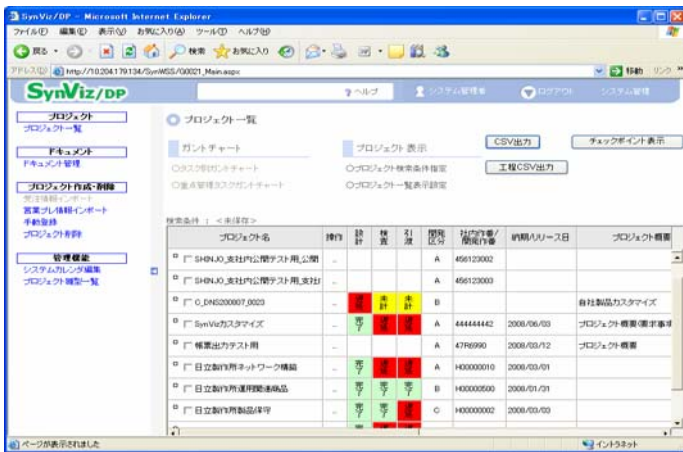 SynViz/DP - Microsoft Internet Explorer
ファイル(F) 編集(E) 表示(V) お気に入り(A) ツール(T) ヘルプ(H)
戻る 検索 お気に入り
アドレス(D) http://10.204.179.134/SynWSS/G0021_Main.aspx 移動 リンク
SynViz/DP
? ヘルプ システム管理者 ログアウト システム管理
プロジェクト
プロジェクト一覧
ドキュメント
ドキュメント管理
プロジェクト作成・削除
受注情報インポート
営業プレ情報インポート
手動登録
プロジェクト削除
管理機能
システムカレンダ編集
プロジェクト雛型一覧
プロジェクト一覧
ガントチャート プロジェクト 表示 CSV出力 チェックポイント表示
○タスク別ガントチャート ○プロジェクト検索条件指定 工程CSV出力
○重点管理タスクガントチャート ○プロジェクト一覧表示設定
検索条件 : <未保存>
プロジェクト名 操作 設計 検査 引渡 開発区分 社内作番/開発作番 納期/リリース日 プロジェクト概要
SHINJO_支社内公開テスト用_公開 .. A 456123002
SHINJO_支社内公開テスト用_支社 .. A 456123003
C_DNS200807_0023 .. 未計 未計 B 自社製品カスタマイズ
SynVizカスタマイズ .. 完了 A 444444442 2008/06/03 プロジェクト概要(要求事項
帳票出力テスト用 .. A 47R6990 2008/03/12 プロジェクト概要
日立製作所ネットワーク構築 .. 完了 A H00000010 2008/03/01
日立製作所運用関連商品 .. 完了 完了 完了 B H00000500 2008/01/31
日立製作所製品保守 .. 完了 完了 C H00000002 2008/03/03
ページが表示されました イントラネット